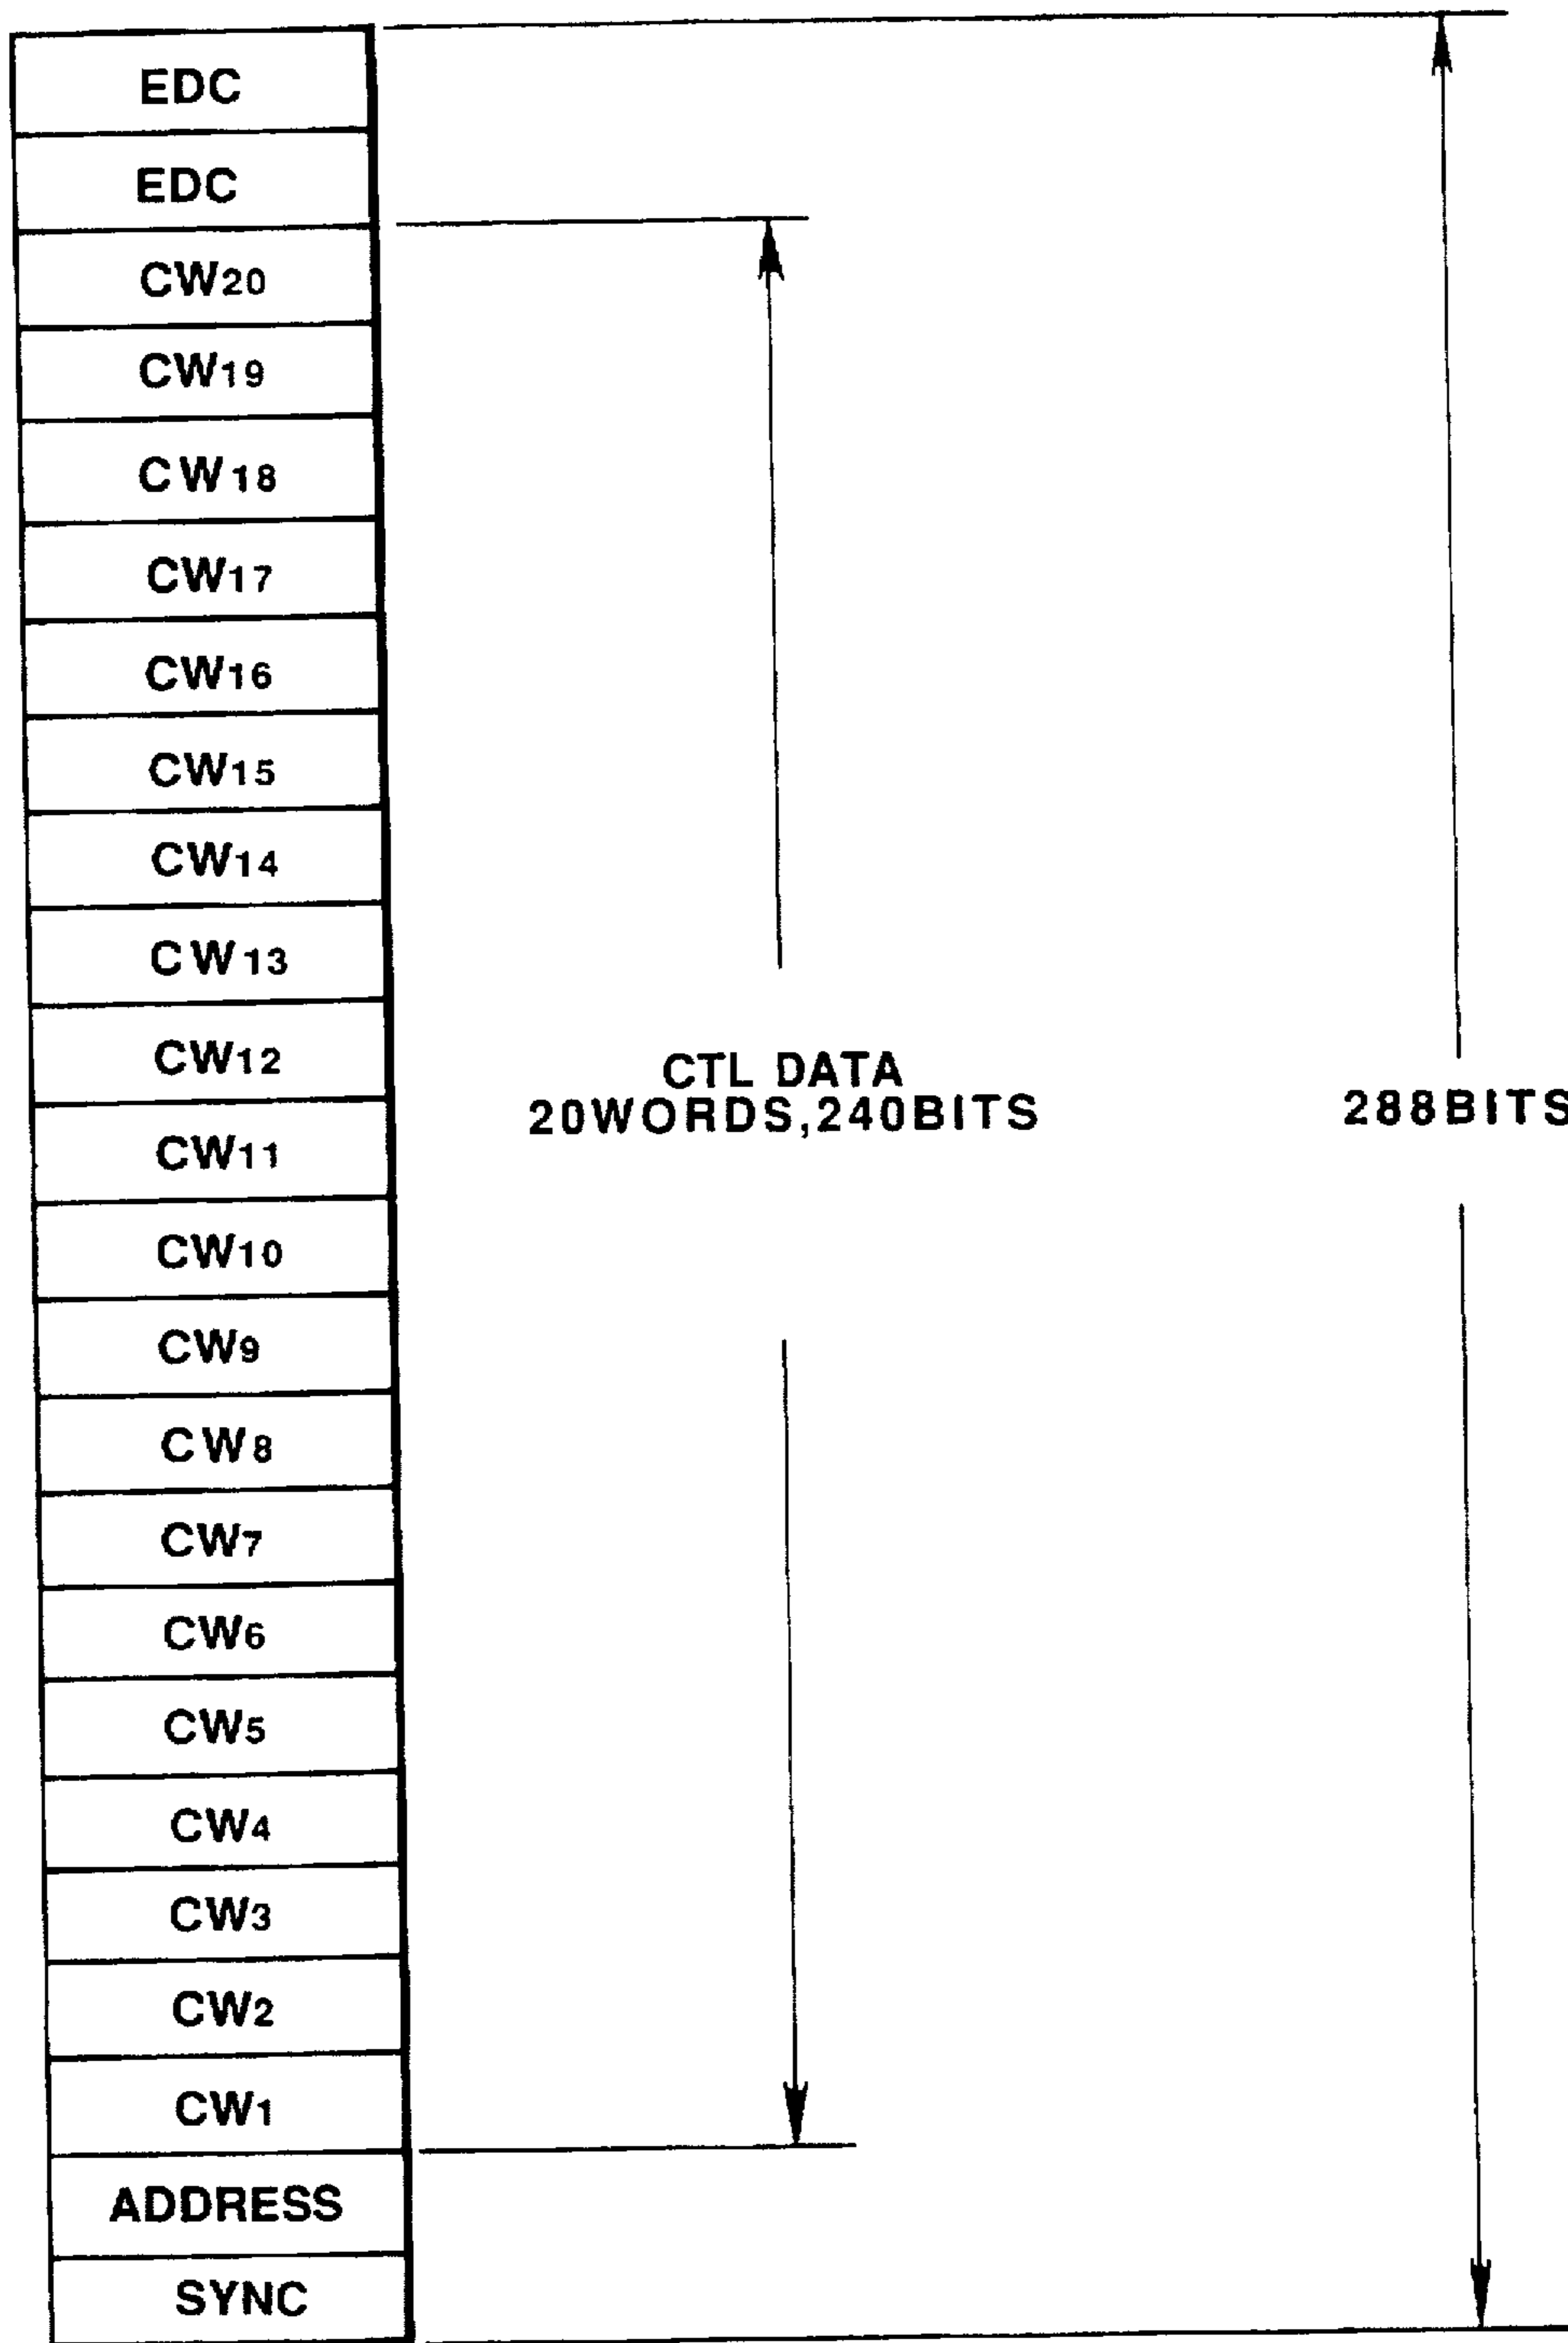 EDC
EDC
CW20
CW19
CW18
CW17
CW16
CW15
CW14
CW13
CW12
CW11
CW10
CW9
CW8
CW7
CW6
CW5
CW4
CW3
CW2
CW1
ADDRESS
SYNC
CTL DATA
20WORDS,240BITS
288BITS